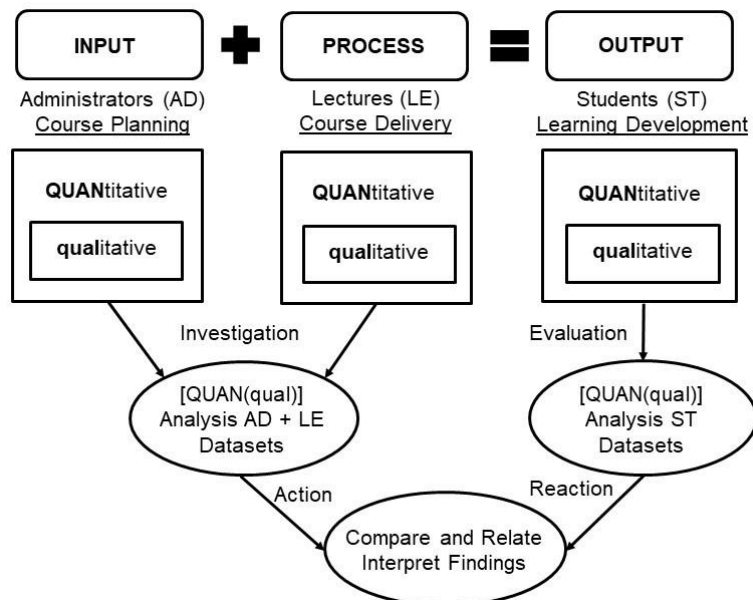 INPUT
PROCESS
OUTPUT
Administrators (AD)
Course Planning
Lectures (LE)
Course Delivery
Students (ST)
Learning Development
QUANtitative
qualitative
QUANtitative
qualitative
QUANtitative
qualitative
Investigation
Evaluation
[QUAN(qual)]
Analysis AD + LE
Datasets
[QUAN(qual)]
Analysis ST
Datasets
Action
Reaction
Compare and Relate
Interpret Findings